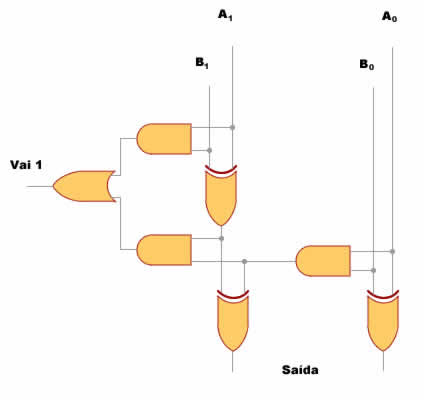 A₁
A₀
B₁
B₀
Vai 1
Saída